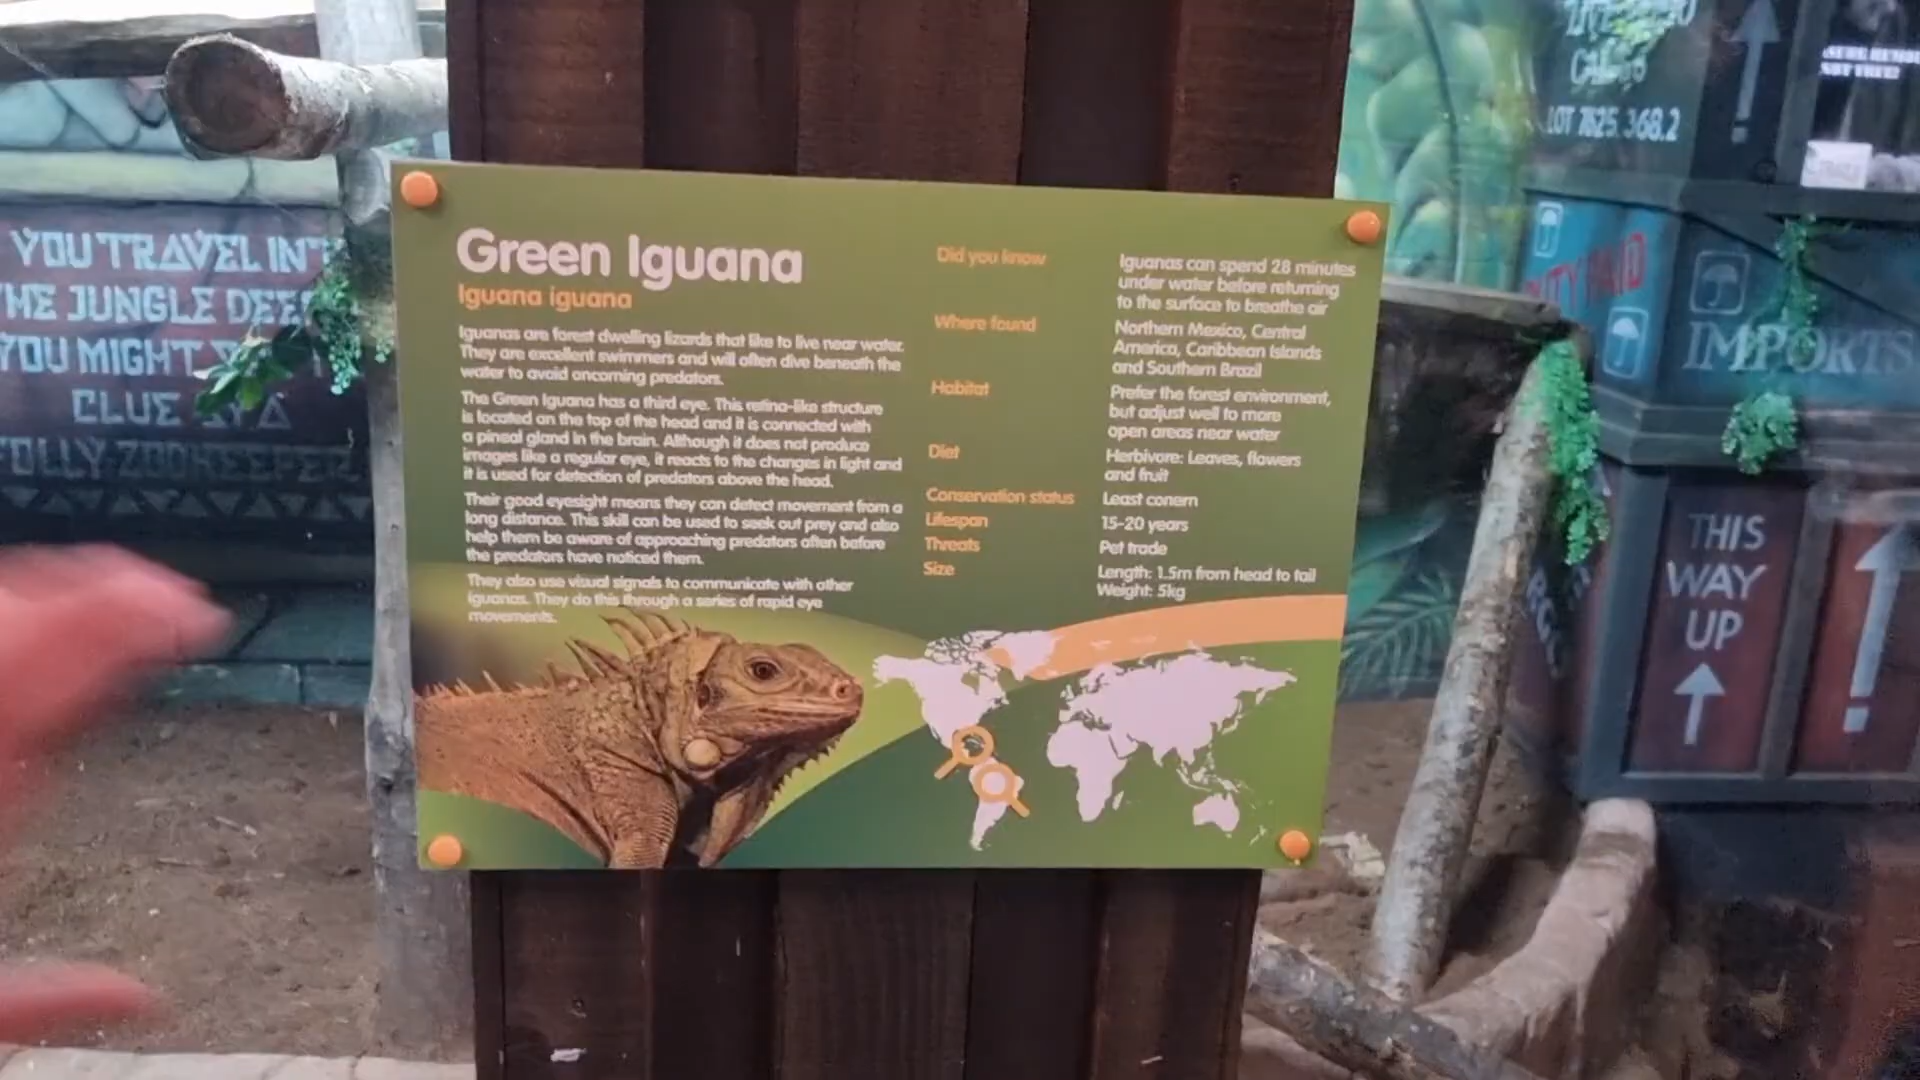 Green Iguana
Iguana iguana
Iguanas are forest dwelling lizards that like to live near water.
They are excellent swimmers and will often dive beneath the
water to avoid oncoming predators.
The Green Iguana has a third eye. This retina-like structure
is located on the top of the head and it is connected with
a pineal gland in the brain. Although it does not produce
images like a regular eye, it reacts to the changes in light and
it is used for detection of predators above the head.
Their good eyesight means they can detect movement from a
long distance. This skill can be used to seek out prey and also
help them be aware of approaching predators often before
the predators have noticed them.
They also use visual signals to communicate with other
iguanas. They do this through a series of rapid eye
movements.
Did you know
Iguanas can spend 28 minutes
under water before returning
to the surface to breathe air
Where found
Northern Mexico, Central
America, Caribbean Islands
and Southern Brazil
Habitat
Prefer the forest environment,
but adjust well to more
open areas near water
Diet
Herbivore: Leaves, flowers
and fruit
Conservation status
Least conern
Lifespan
15-20 years
Threats
Pet trade
Size
Length: 1.5m from head to tail
Weight: 5kg
YOU TRAVEL INT
JUNGLE DEE
YOU MIGHT
CLUE
ZOOKEEPER
LOT 7625.368.2
IMPORTS
THIS
WAY
UP